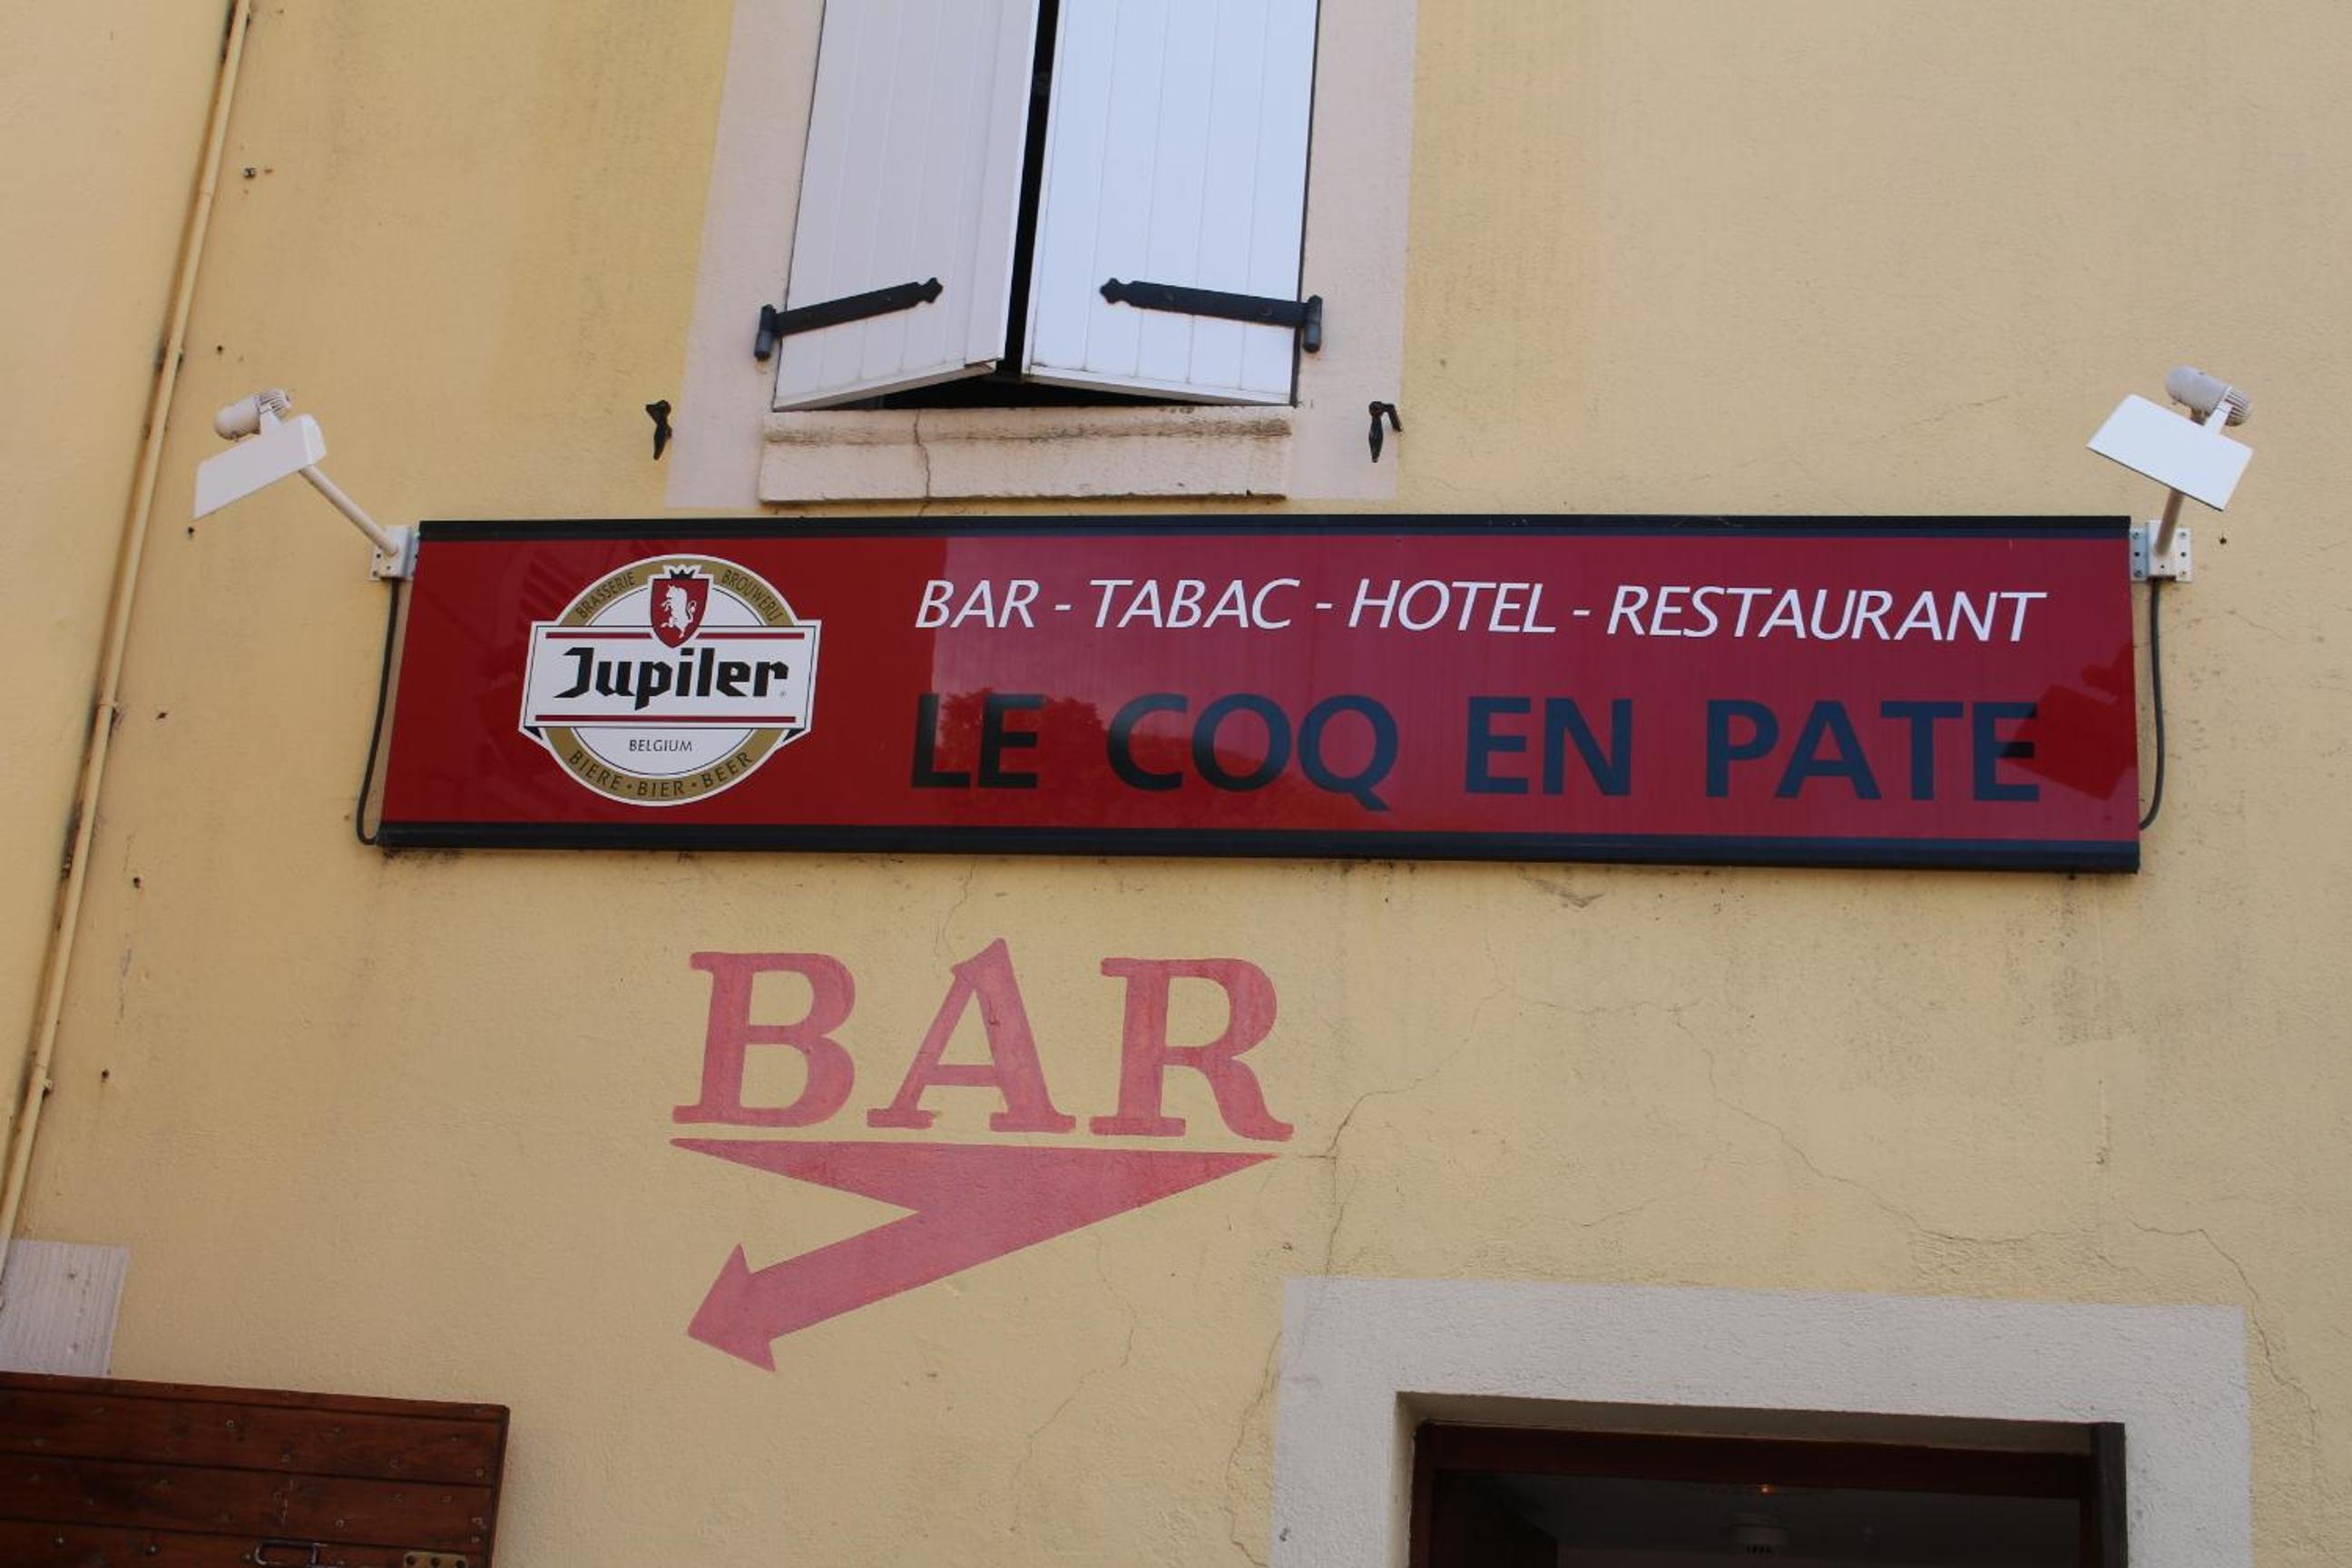 BRASSERIE BROUWERIJ
Jupiler
BELGIUM
BIERE • BIER • BEER
BAR - TABAC - HOTEL - RESTAURANT
LE COQ EN PATE
BAR